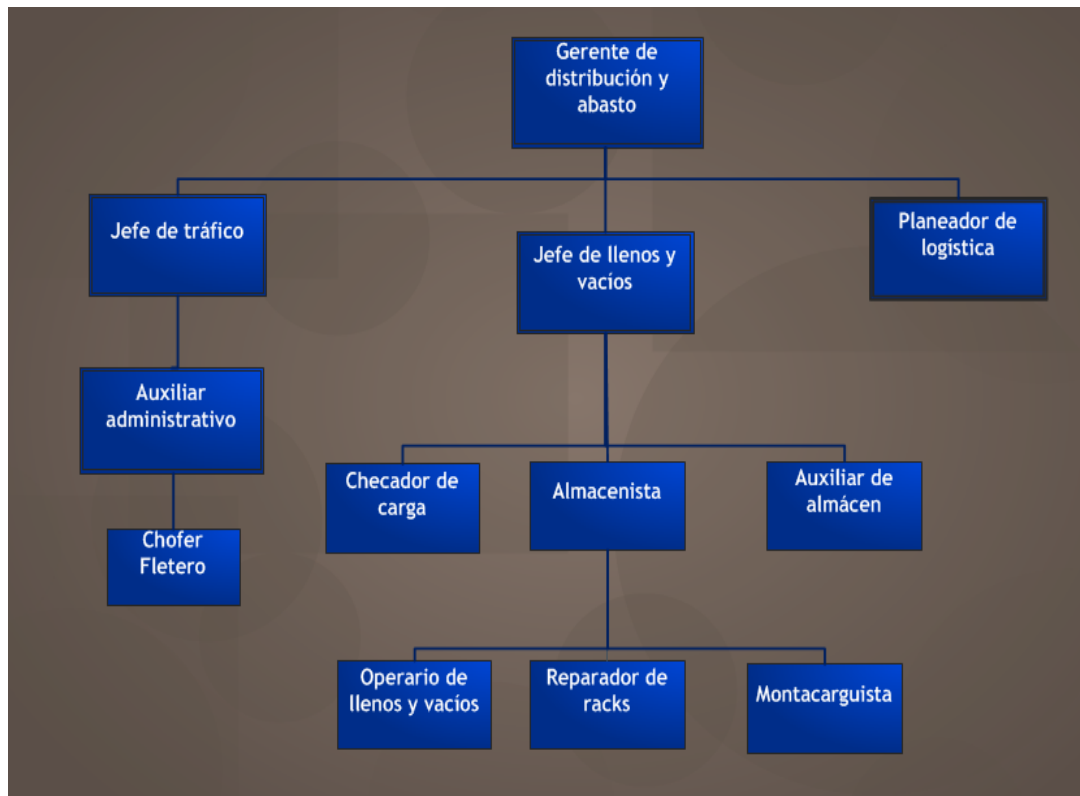 Gerente de
distribución y
abasto
Jefe de tráfico
Jefe de llenos y
vacíos
Planeador de
logística
Auxiliar
administrativo
Checador de
carga
Almacenista
Auxiliar de
almácen
Chofer
Fletero
Operario de
llenos y vacíos
Reparador de
racks
Montacarguista